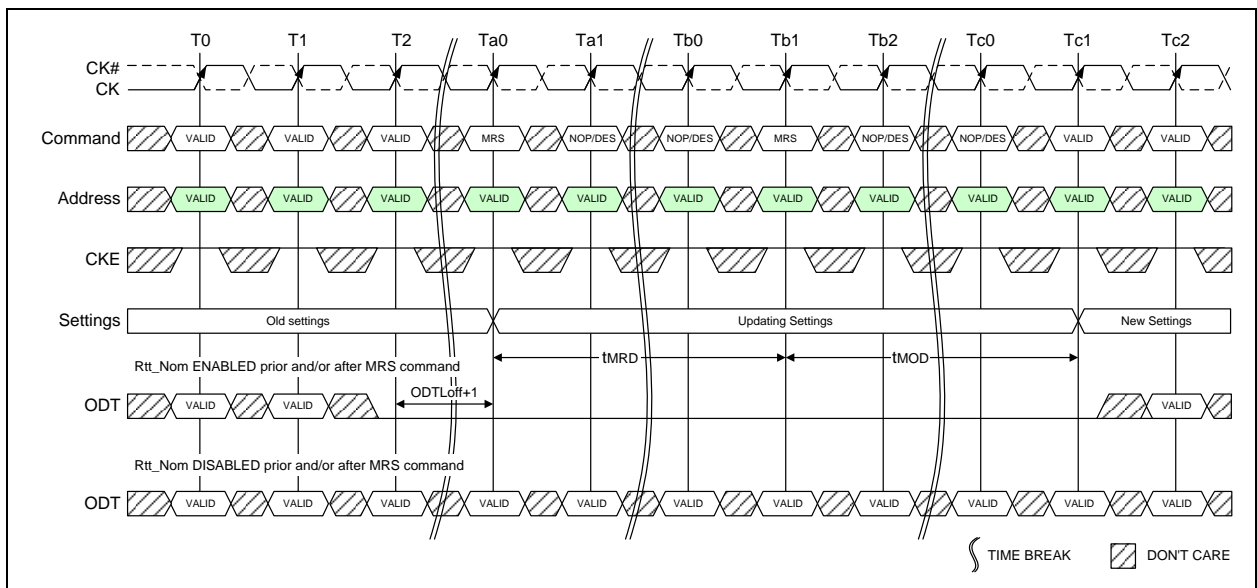 T0 T1 T2 Ta0 Ta1 Tb0 Tb1 Tb2 Tc0 Tc1 Tc2
CK#
CK
Command VALID VALID VALID MRS NOP/DES NOP/DES MRS NOP/DES NOP/DES VALID VALID
Address VALID VALID VALID VALID VALID VALID VALID VALID VALID VALID VALID
CKE
Settings Old settings Updating Settings New Settings
tMRD tMOD
Rtt_Nom ENABLED prior and/or after MRS command
ODTLoff+1
ODT VALID VALID VALID
Rtt_Nom DISABLED prior and/or after MRS command
ODT VALID VALID VALID VALID VALID VALID VALID VALID VALID VALID VALID
TIME BREAK DON'T CARE